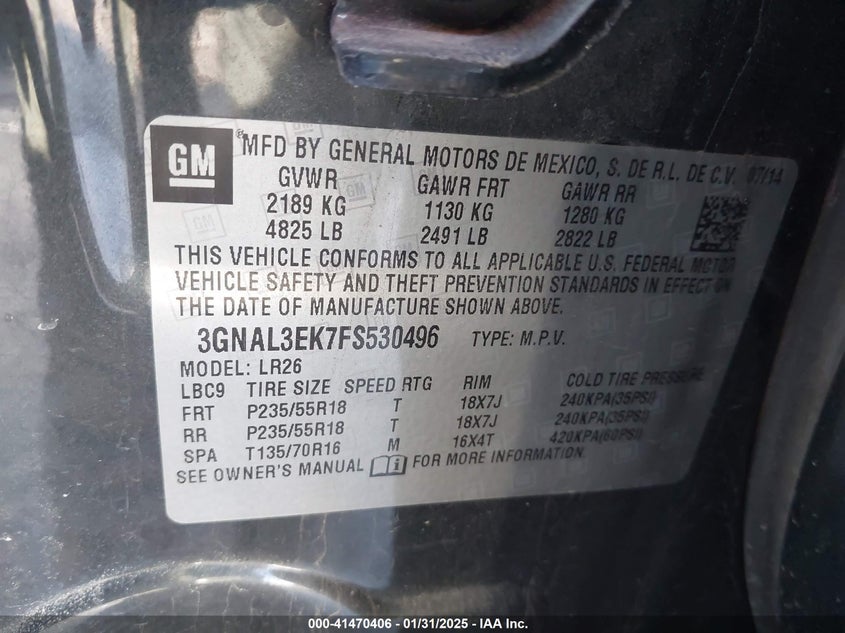 GM
® MFD BY GENERAL MOTORS DE MEXICO, S. DE R.L. DE C.V. 07/14
GVWR GAWR FRT GAWR RR
2189 KG 1130 KG 1280 KG
4825 LB 2491 LB 2822 LB
THIS VEHICLE CONFORMS TO ALL APPLICABLE U.S. FEDERAL MOTOR
VEHICLE SAFETY AND THEFT PREVENTION STANDARDS IN EFFECT ON
THE DATE OF MANUFACTURE SHOWN ABOVE.
3GNAL3EK7FS530496 TYPE: M.P.V.
MODEL: LR26
LBC9 TIRE SIZE SPEED RTG RIM COLD TIRE PRESSURE
FRT P235/55R18 T 18X7J 240KPA(35PSI)
RR P235/55R18 T 18X7J 240KPA(35PSI)
SPA T135/70R16 M 16X4T 420KPA(60PSI)
SEE OWNER'S MANUAL i FOR MORE INFORMATION.
000-41470406 - 01/31/2025 - IAA Inc.